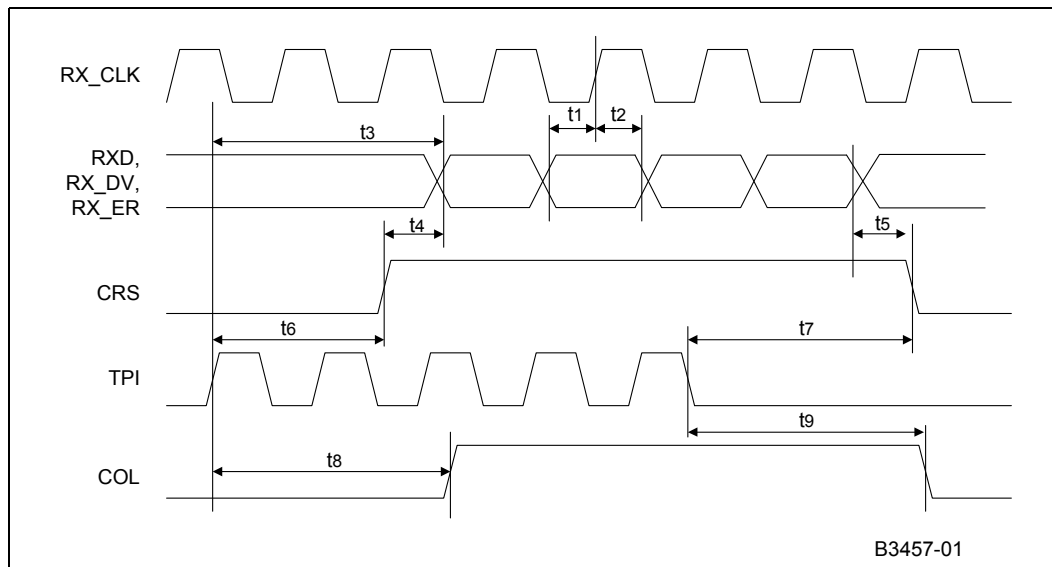 RX_CLK
t1
t2
t3
RXD,
RX_DV,
RX_ER
t4
t5
CRS
t6
t7
TPI
t9
t8
COL
B3457-01